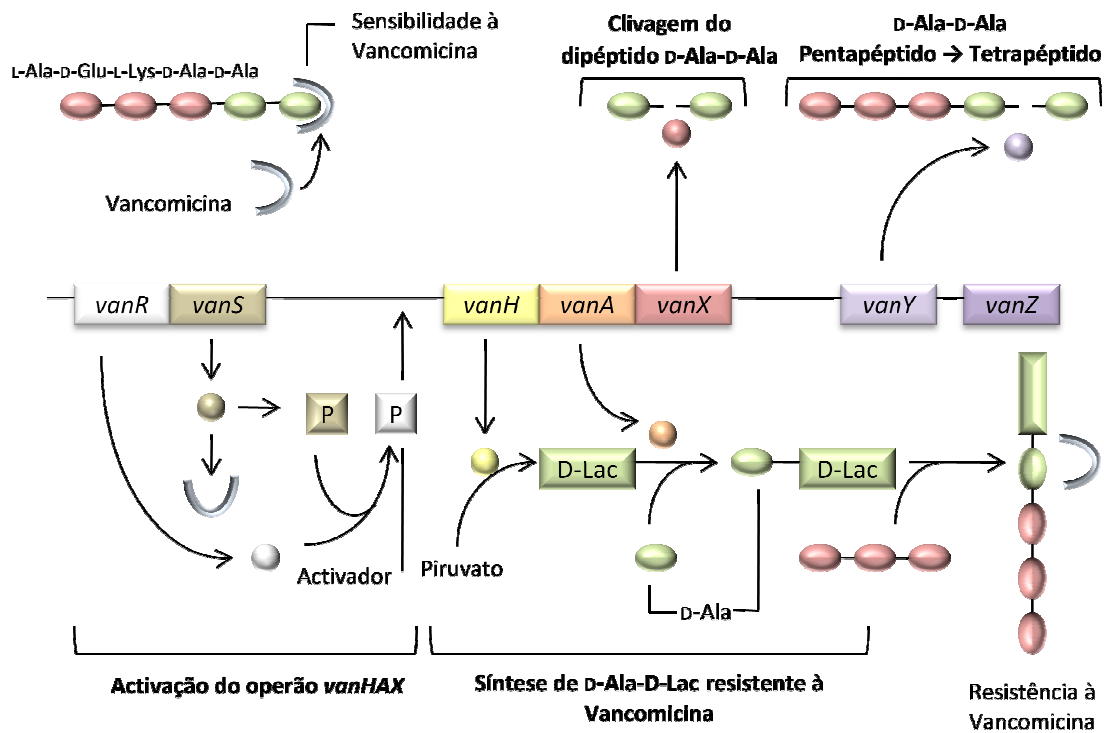 Sensibilidade à
Vancomicina
L-Ala-D-Glu-L-Lys-D-Ala-D-Ala
Vancomicina
Clivagem do
dipéptido D-Ala-D-Ala
D-Ala-D-Ala
Pentapéptido → Tetrapéptido
vanR
vanS
vanH
vanA
vanX
vanY
vanZ
P
P
Activador
Piruvato
D-Lac
D-Lac
D-Ala
Activação do operão vanHAX
Síntese de D-Ala-D-Lac resistente à
Vancomicina
Resistência à
Vancomicina